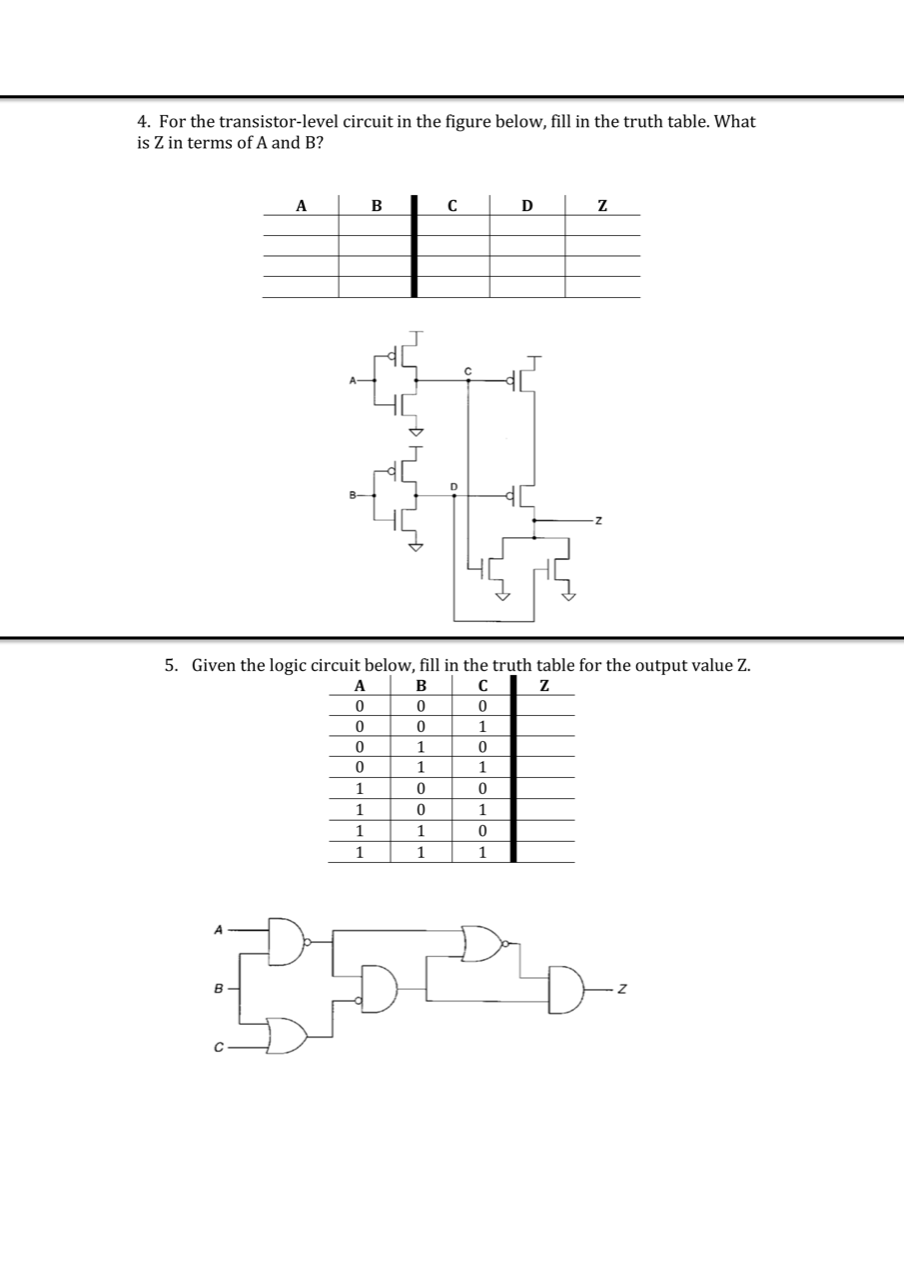 4. For the transistor-level circuit in the figure below, fill in the truth table. What
is Z in terms of A and B?
A B C D Z
C
A
D
B
Z
5. Given the logic circuit below, fill in the truth table for the output value Z.
A B C Z
0 0 0
0 0 1
0 1 0
0 1 1
1 0 0
1 0 1
1 1 0
1 1 1
A
B
Z
C